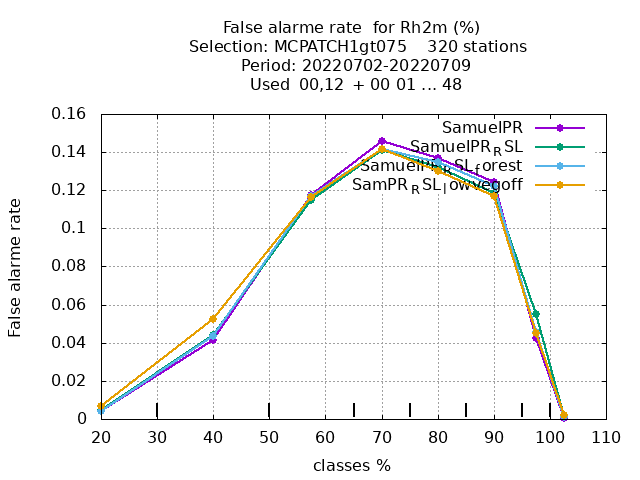 False alarme rate  for Rh2m (%)
Selection: MCPATCH1gt075    320 stations
Period: 20220702-20220709
Used  00,12  + 00 01 ... 48
0.16
0.14
0.12
0.1
0.08
0.06
0.04
0.02
0
False alarme rate
SamuelPR
SamuelPR_RSL
SamuelPR_RSL_forest
SamPR_RSL_lowvegoff
20 30 40 50 60 70 80 90 100 110
classes %